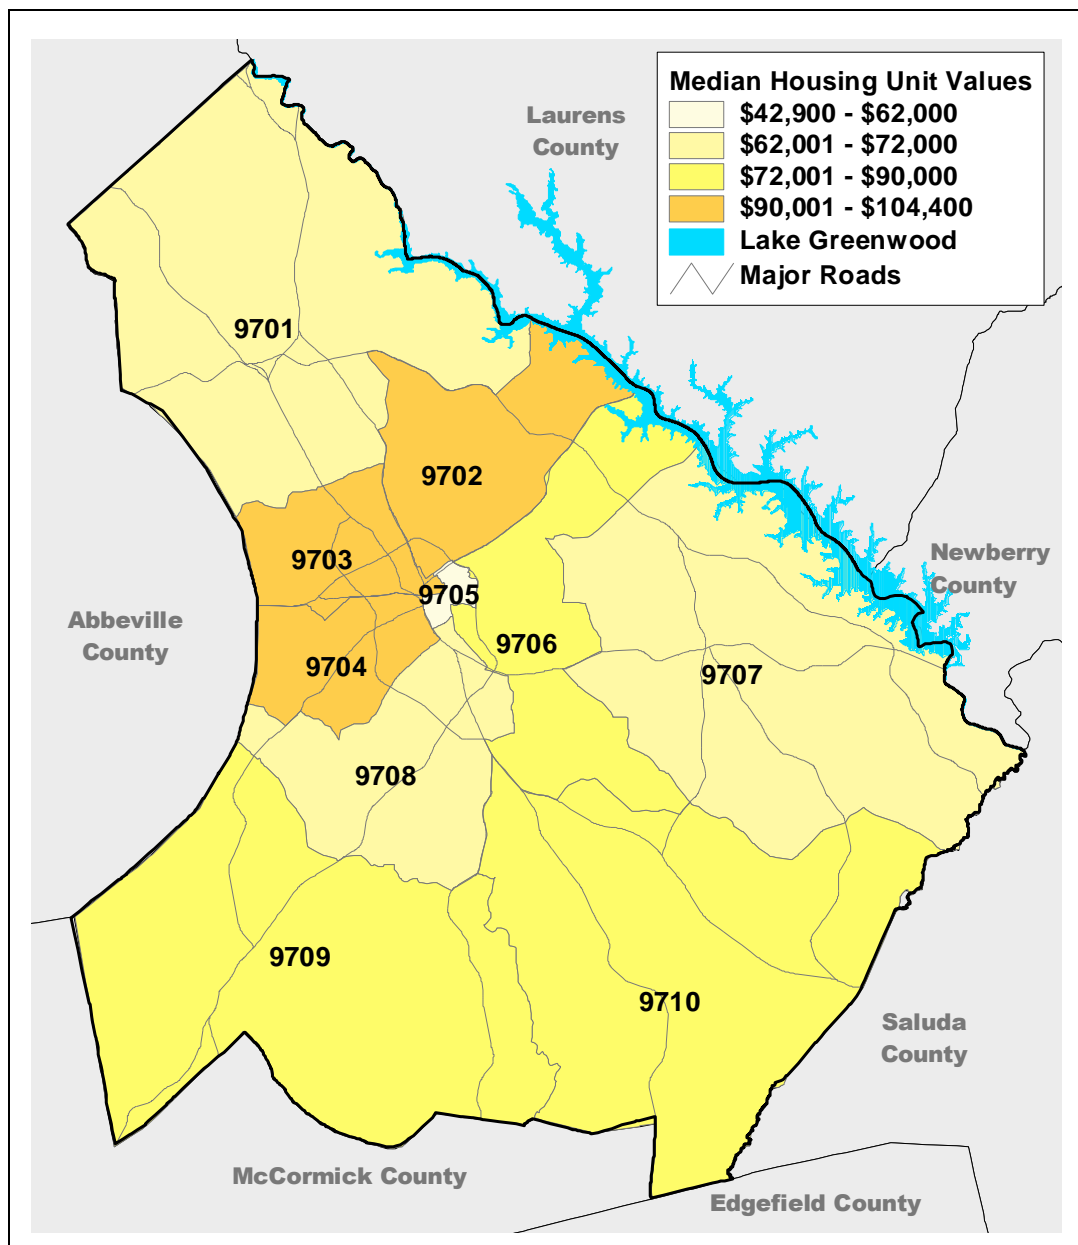 Median Housing Unit Values
$42,900 - $62,000
$62,001 - $72,000
$72,001 - $90,000
$90,001 - $104,400
Lake Greenwood
Major Roads
Laurens
County
9701
9702
9703
9705
Newberry
County
Abbeville
County
9706
9704
9707
9708
9709
9710
Saluda
County
McCormick County
Edgefield County